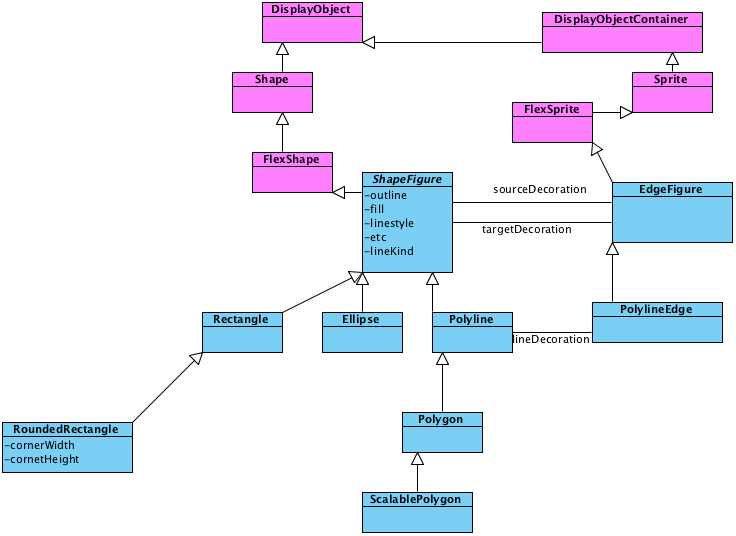 DisplayObject
DisplayObjectContainer
Shape
Sprite
FlexSprite
FlexShape
ShapeFigure
-outline
-fill
-linestyle
-etc
-lineKind
sourceDecoration
targetDecoration
EdgeFigure
Rectangle
Ellipse
Polyline
lineDecoration
PolylineEdge
RoundedRectangle
-cornerWidth
-cornetHeight
Polygon
ScalablePolygon